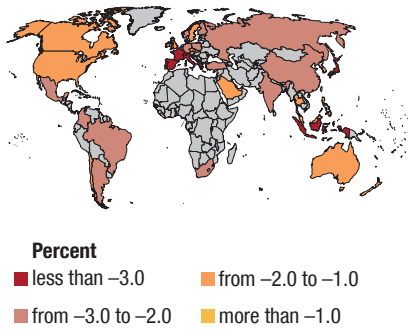 Percent
less than –3.0
from –2.0 to –1.0
from –3.0 to –2.0
more than –1.0